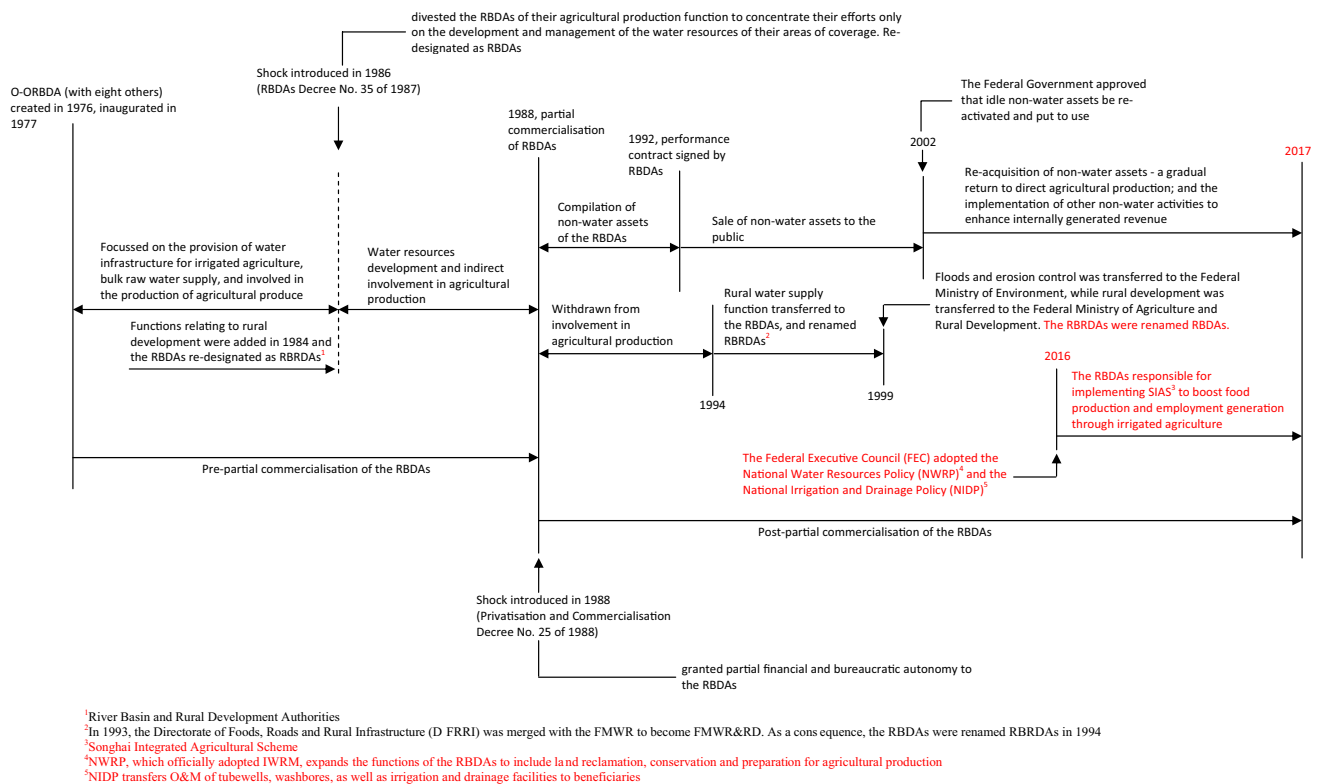 divested the RBDAs of their agricultural production function to concentrate their efforts only
on the development and management of the water resources of their areas of coverage. Re-
designated as RBDAs
Shock introduced in 1986
(RBDAs Decree No. 35 of 1987)
O-ORBDA (with eight others)
created in 1976, inaugurated in
1977
1988, partial
commercialisation
of RBDAs
1992, performance
contract signed by
RBDAs
The Federal Government approved
that idle non-water assets be re-
activated and put to use
2002
2017
Re-acquisition of non-water assets - a gradual
return to direct agricultural production; and the
implementation of other non-water activities to
enhance internally generated revenue
Compilation of
non-water assets
of the RBDAs
Sale of non-water assets to the
public
Focussed on the provision of water
infrastructure for irrigated agriculture,
bulk raw water supply, and involved in
the production of agricultural produce
Water resources
development and indirect
involvement in agricultural
production
Functions relating to rural
development were added in 1984 and
the RBDAs re-designated as RBRDAs¹
Withdrawn from
involvement in
agricultural production
Rural water supply
function transferred to
the RBDAs, and renamed
RBRDAs²
Floods and erosion control was transferred to the Federal
Ministry of Environment, while rural development was
transferred to the Federal Ministry of Agriculture and
Rural Development. The RBRDAs were renamed RBDAs.
1994
1999
2016
The RBDAs responsible for
implementing SIAS³ to boost food
production and employment generation
through irrigated agriculture
Pre-partial commercialisation of the RBDAs
The Federal Executive Council (FEC) adopted the
National Water Resources Policy (NWRP)⁴ and the
National Irrigation and Drainage Policy (NIDP)⁵
Post-partial commercialisation of the RBDAs
Shock introduced in 1988
(Privatisation and Commercialisation
Decree No. 25 of 1988)
granted partial financial and bureaucratic autonomy to
the RBDAs
¹River Basin and Rural Development Authorities
²In 1993, the Directorate of Foods, Roads and Rural Infrastructure (D FRRI) was merged with the FMWR to become FMWR&RD. As a cons equence, the RBDAs were renamed RBRDAs in 1994
³Songhai Integrated Agricultural Scheme
⁴NWRP, which officially adopted IWRM, expands the functions of the RBDAs to include land reclamation, conservation and preparation for agricultural production
⁵NIDP transfers O&M of tubewells, washbores, as well as irrigation and drainage facilities to beneficiaries